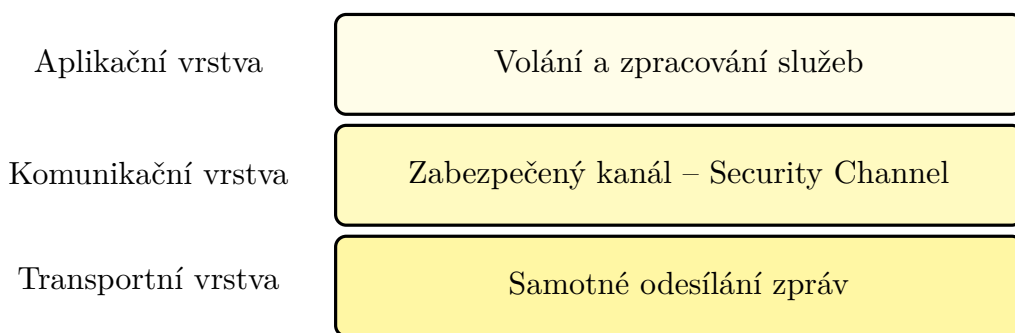 Aplikační vrstva
Volání a zpracování služeb
Komunikační vrstva
Zabezpečený kanál – Security Channel
Transportní vrstva
Samotné odesílání zpráv